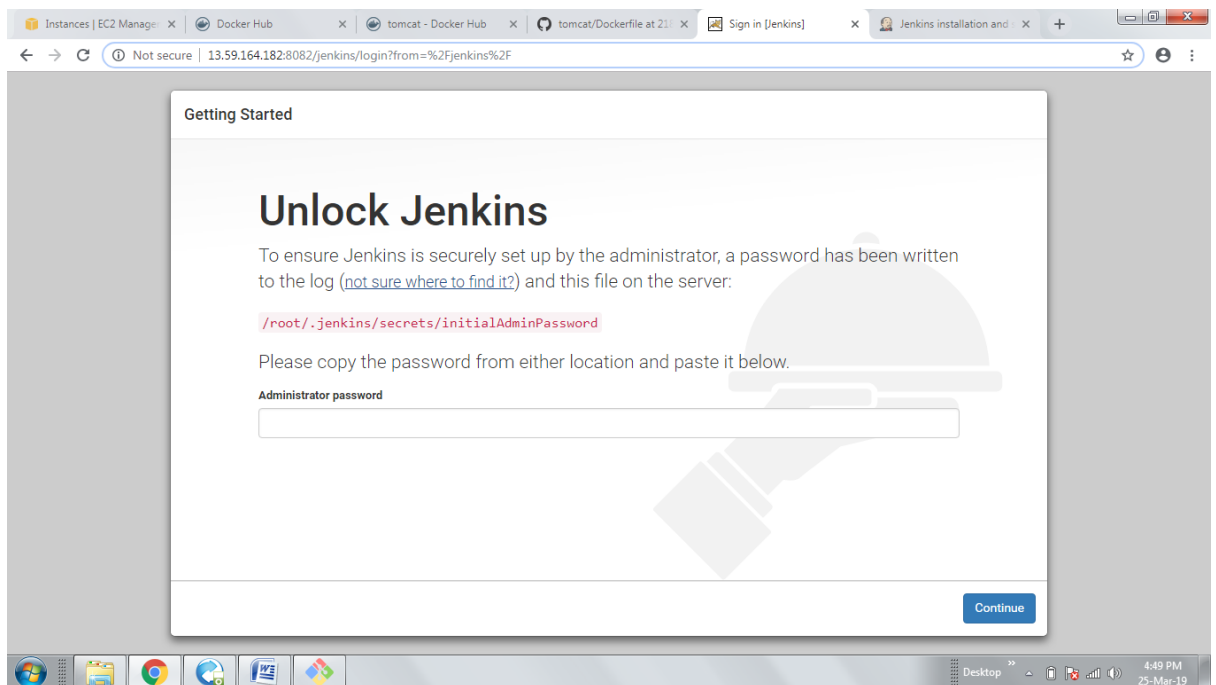 Instances | EC2 Manage
Docker Hub
tomcat - Docker Hub
tomcat/Dockerfile at 21
Sign in [Jenkins]
Jenkins installation and
Not secure | 13.59.164.182:8082/jenkins/login?from=%2Fjenkins%2F
Getting Started
Unlock Jenkins
To ensure Jenkins is securely set up by the administrator, a password has been written
to the log (not sure where to find it?) and this file on the server:
/root/.jenkins/secrets/initialAdminPassword
Please copy the password from either location and paste it below.
Administrator password
Continue
Desktop
4:49 PM
25-Mar-19